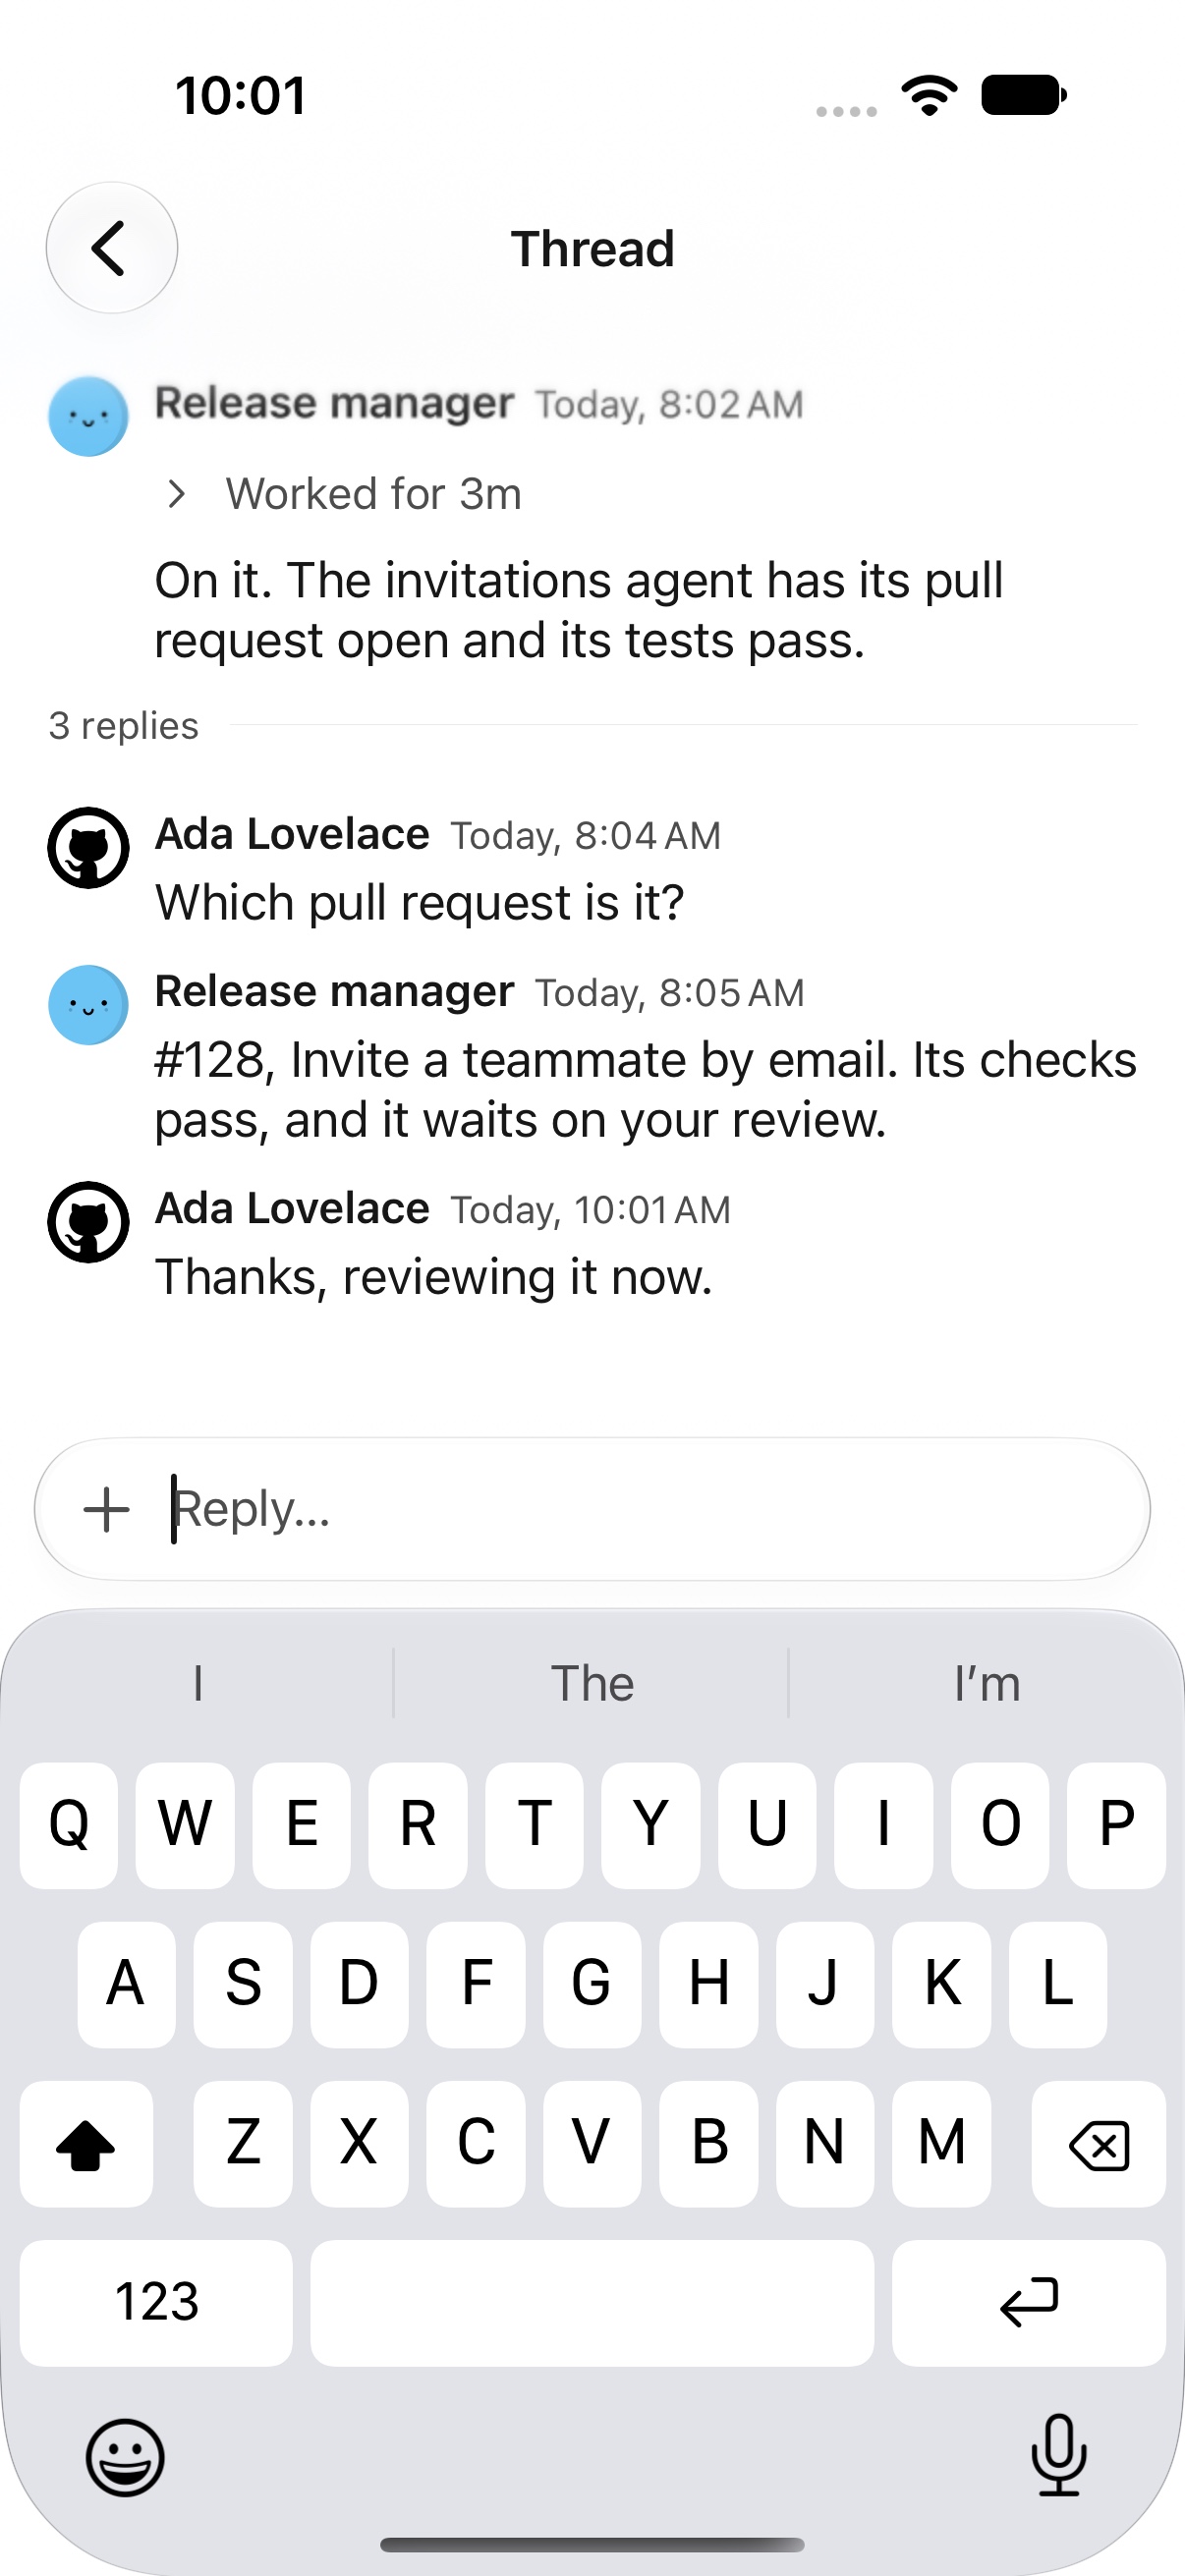 10:01
Thread
Release manager Today, 8:02 AM
Worked for 3m
On it. The invitations agent has its pull
request open and its tests pass.
3 replies
Ada Lovelace Today, 8:04 AM
Which pull request is it?
Release manager Today, 8:05 AM
#128, Invite a teammate by email. Its checks
pass, and it waits on your review.
Ada Lovelace Today, 10:01 AM
Thanks, reviewing it now.
Reply...
I The I'm
Q W E R T Y U I O P
A S D F G H J K L
Z X C V B N M
123